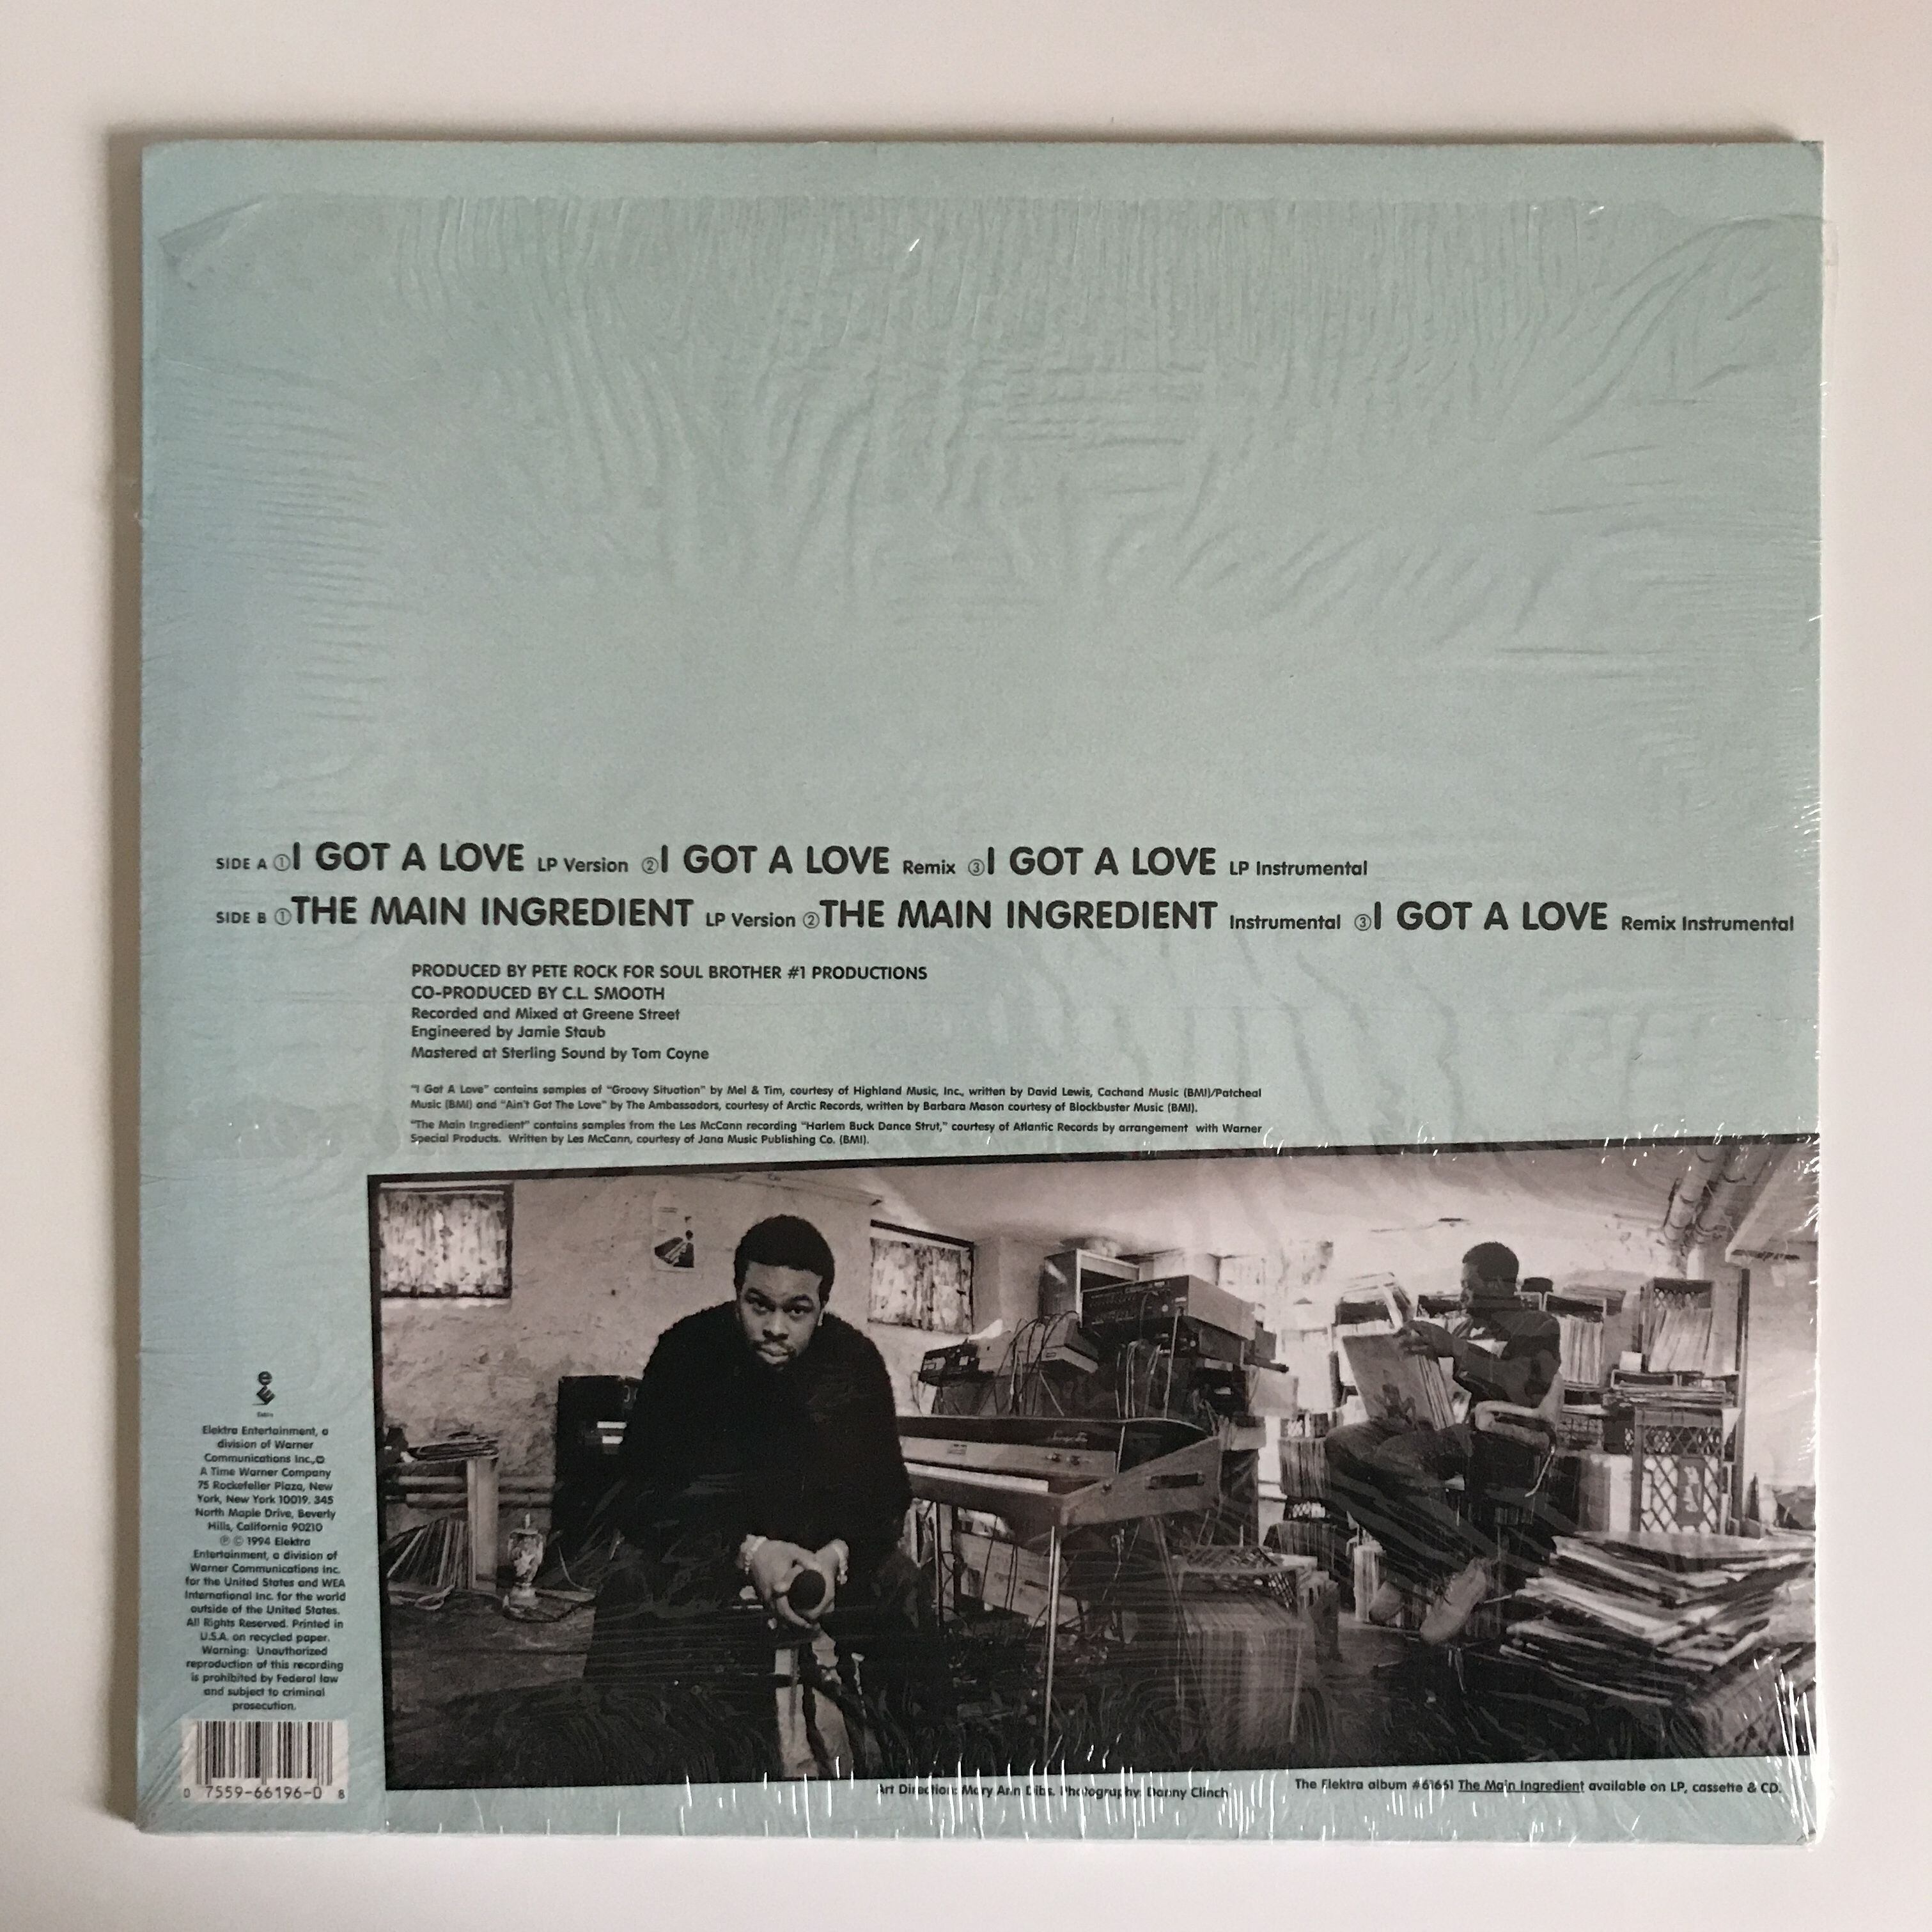 SIDE A ①I GOT A LOVE LP Version ②I GOT A LOVE Remix ③I GOT A LOVE LP Instrumental
SIDE B ①THE MAIN INGREDIENT LP Version ②THE MAIN INGREDIENT Instrumental ③I GOT A LOVE Remix Instrumental
PRODUCED BY PETE ROCK FOR SOUL BROTHER #1 PRODUCTIONS
CO-PRODUCED BY C.L. SMOOTH
Recorded and Mixed at Greene Street
Engineered by Jamie Staub
Mastered at Sterling Sound by Tom Coyne
"I Got A Love" contains samples of "Groovy Situation" by Mel & Tim, courtesy of Highland Music, Inc., written by David Lewis, Cachand Music (BMI)/Patcheal
Music (BMI) and "Ain't Got The Love" by The Ambassadors, courtesy of Arctic Records, written by Barbara Mason courtesy of Blockbuster Music (BMI).
"The Main Ingredient" contains samples from the Les McCann recording "Harlem Buck Dance Strut," courtesy of Atlantic Records by arrangement with Warner
Special Products. Written by Les McCann, courtesy of Jana Music Publishing Co. (BMI).
Elektra
Elektra Entertainment, a
division of Warner
Communications Inc.,
A Time Warner Company
75 Rockefeller Plaza, New
York, New York 10019. 345
North Maple Drive, Beverly
Hills, California 90210
℗ © 1994 Elektra
Entertainment, a division of
Warner Communications Inc.
for the United States and WEA
International Inc. for the world
outside of the United States.
All Rights Reserved. Printed in
U.S.A. on recycled paper.
Warning: Unauthorized
reproduction of this recording
is prohibited by Federal law
and subject to criminal
prosecution.
0 7559-66196-0 8
Art Direction: Mary Ann Dibs. Photography: Danny Clinch
The Elektra album #61661 The Main Ingredient available on LP, cassette & CD.